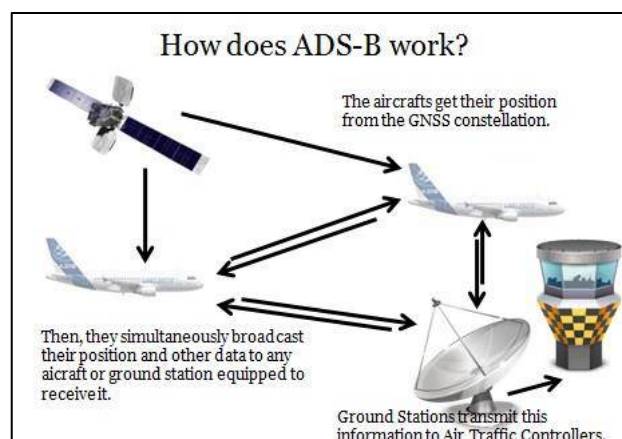 How does ADS-B work?
The aircrafts get their position
from the GNSS constellation.
Then, they simultaneously broadcast
their position and other data to any
aicraft or ground station equipped to
receive it.
Ground Stations transmit this
information to Air Traffic Controllers.